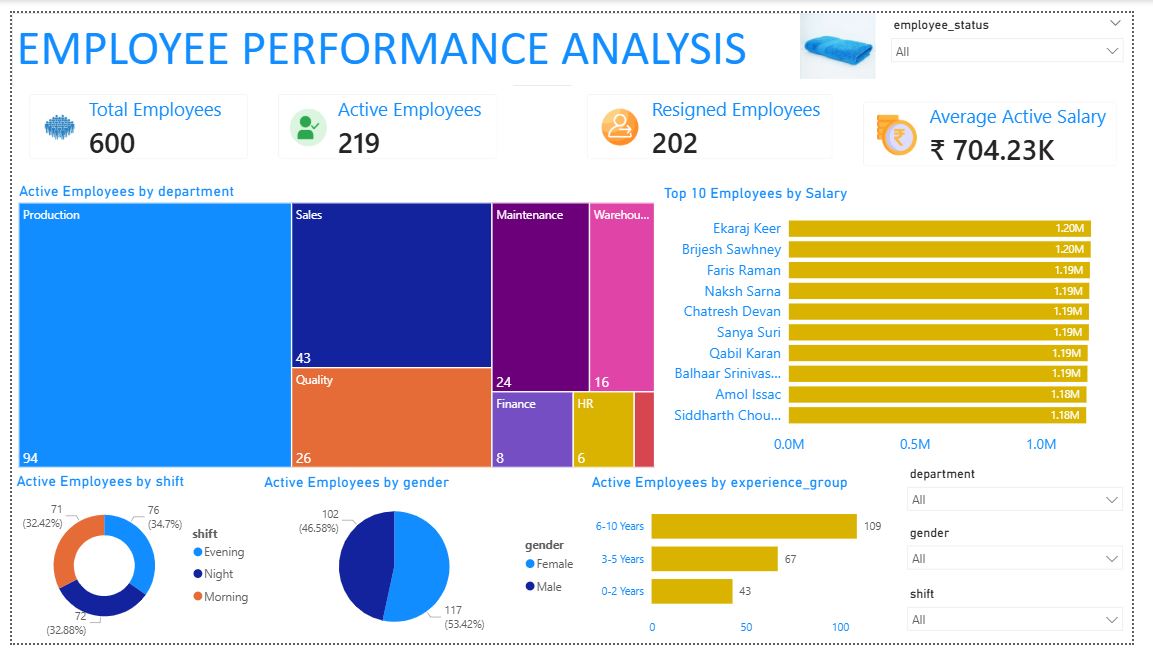 EMPLOYEE PERFORMANCE ANALYSIS
employee_status
All
Total Employees
600
Active Employees
219
Resigned Employees
202
Average Active Salary
₹ 704.23K
Active Employees by department
Production
94
Sales
43
Quality
26
Maintenance
24
Warehou...
16
Finance
8
HR
6
Top 10 Employees by Salary
Ekaraj Keer 1.20M
Brijesh Sawhney 1.20M
Faris Raman 1.19M
Naksh Sarna 1.19M
Chatresh Devan 1.19M
Sanya Suri 1.19M
Qabil Karan 1.19M
Balhaar Srinivas... 1.19M
Amol Issac 1.18M
Siddharth Chou... 1.18M
0.0M 0.5M 1.0M
Active Employees by shift
71
(32.42%)
76
(34.7%)
72
(32.88%)
shift
Evening
Night
Morning
Active Employees by gender
102
(46.58%)
117
(53.42%)
gender
Female
Male
Active Employees by experience_group
6-10 Years 109
3-5 Years 67
0-2 Years 43
0 50 100
department
All
gender
All
shift
All